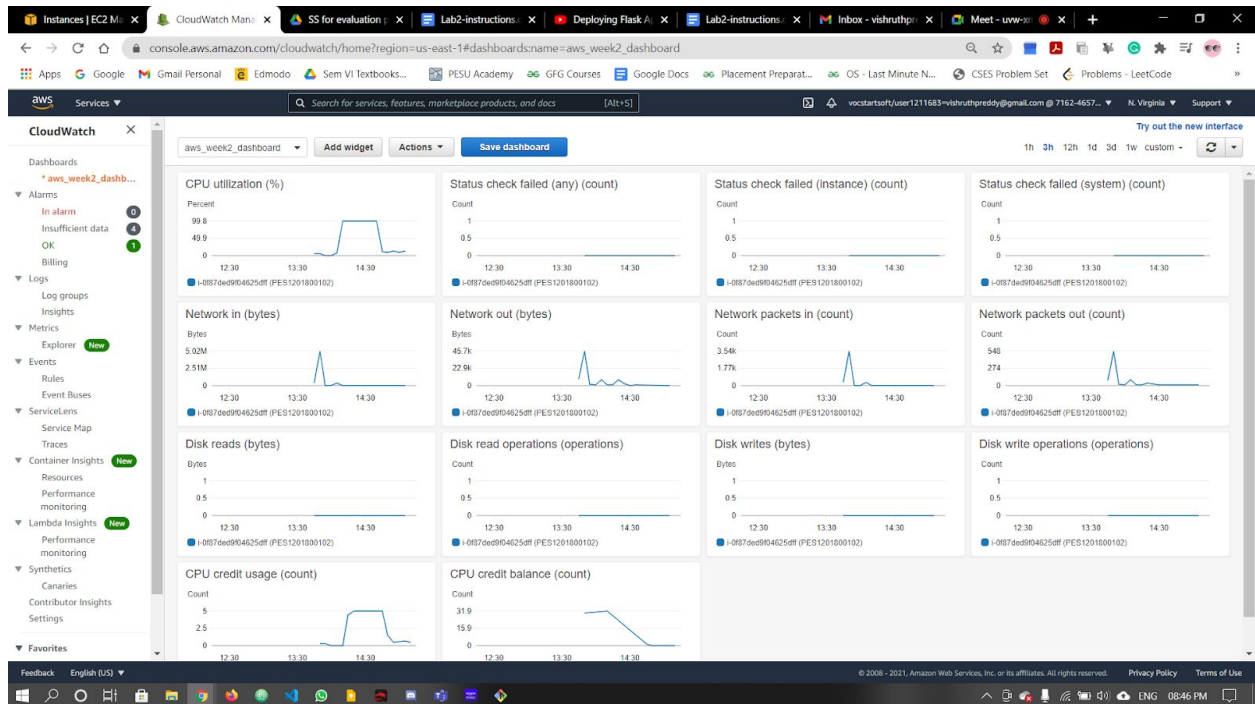 Instances | EC2 Ma
CloudWatch Mana
SS for evaluation p
Lab2-instructions.
Deploying Flask Ap
Lab2-instructions.
Inbox - vishruthpr
Meet - uvw-xr
console.aws.amazon.com/cloudwatch/home?region=us-east-1#dashboards:name=aws_week2_dashboard
Apps
Google
Gmail Personal
Edmodo
Sem VI Textbooks...
PESU Academy
GFG Courses
Google Docs
Placement Preparat...
OS - Last Minute N...
CSES Problem Set
Problems - LeetCode
aws
Services
Search for services, features, marketplace products, and docs
[Alt+S]
vocstartsoft/user1211683=vishruthpreddy@gmail.com @ 7162-4657...
N. Virginia
Support
CloudWatch
Dashboards
* aws_week2_dashb...
Alarms
In alarm 0
Insufficient data 4
OK 1
Billing
Logs
Log groups
Insights
Metrics
Explorer New
Events
Rules
Event Buses
ServiceLens
Service Map
Traces
Container Insights New
Resources
Performance
monitoring
Lambda Insights New
Performance
monitoring
Synthetics
Canaries
Contributor Insights
Settings
Favorites
Try out the new interface
aws_week2_dashboard
Add widget
Actions
Save dashboard
1h 3h 12h 1d 3d 1w custom
CPU utilization (%)
Percent
99.8
49.9
0
12:30 13:30 14:30
i-0f87ded9f04625dff (PES1201800102)
Status check failed (any) (count)
Count
1
0.5
0
12:30 13:30 14:30
i-0f87ded9f04625dff (PES1201800102)
Status check failed (instance) (count)
Count
1
0.5
0
12:30 13:30 14:30
i-0f87ded9f04625dff (PES1201800102)
Status check failed (system) (count)
Count
1
0.5
0
12:30 13:30 14:30
i-0f87ded9f04625dff (PES1201800102)
Network in (bytes)
Bytes
5.02M
2.51M
0
12:30 13:30 14:30
i-0f87ded9f04625dff (PES1201800102)
Network out (bytes)
Bytes
45.7k
22.9k
0
12:30 13:30 14:30
i-0f87ded9f04625dff (PES1201800102)
Network packets in (count)
Count
3.54k
1.77k
0
12:30 13:30 14:30
i-0f87ded9f04625dff (PES1201800102)
Network packets out (count)
Count
548
274
0
12:30 13:30 14:30
i-0f87ded9f04625dff (PES1201800102)
Disk reads (bytes)
Bytes
1
0.5
0
12:30 13:30 14:30
i-0f87ded9f04625dff (PES1201800102)
Disk read operations (operations)
Count
1
0.5
0
12:30 13:30 14:30
i-0f87ded9f04625dff (PES1201800102)
Disk writes (bytes)
Bytes
1
0.5
0
12:30 13:30 14:30
i-0f87ded9f04625dff (PES1201800102)
Disk write operations (operations)
Count
1
0.5
0
12:30 13:30 14:30
i-0f87ded9f04625dff (PES1201800102)
CPU credit usage (count)
Count
5
2.5
0
12:30 13:30 14:30
CPU credit balance (count)
Count
31.9
15.9
0
12:30 13:30 14:30
Feedback
English (US)
© 2008 - 2021, Amazon Web Services, Inc. or its affiliates. All rights reserved.
Privacy Policy
Terms of Use
ENG
08:46 PM